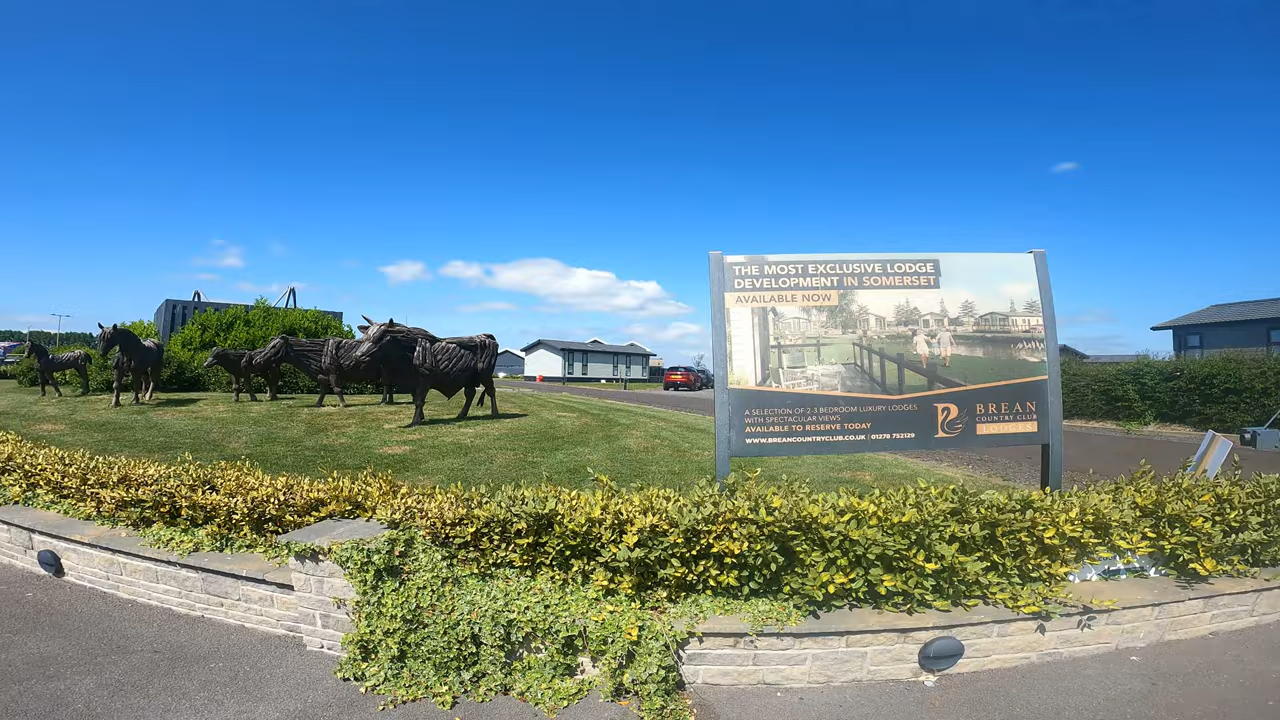 THE MOST EXCLUSIVE LODGE
DEVELOPMENT IN SOMERSET
AVAILABLE NOW
A SELECTION OF 2-3 BEDROOM LUXURY LODGES
WITH SPECTACULAR VIEWS
AVAILABLE TO RESERVE TODAY
WWW.BREANCOUNTRYCLUB.CO.UK | 01278 752129
BREAN
COUNTRY CLUB
LODGES